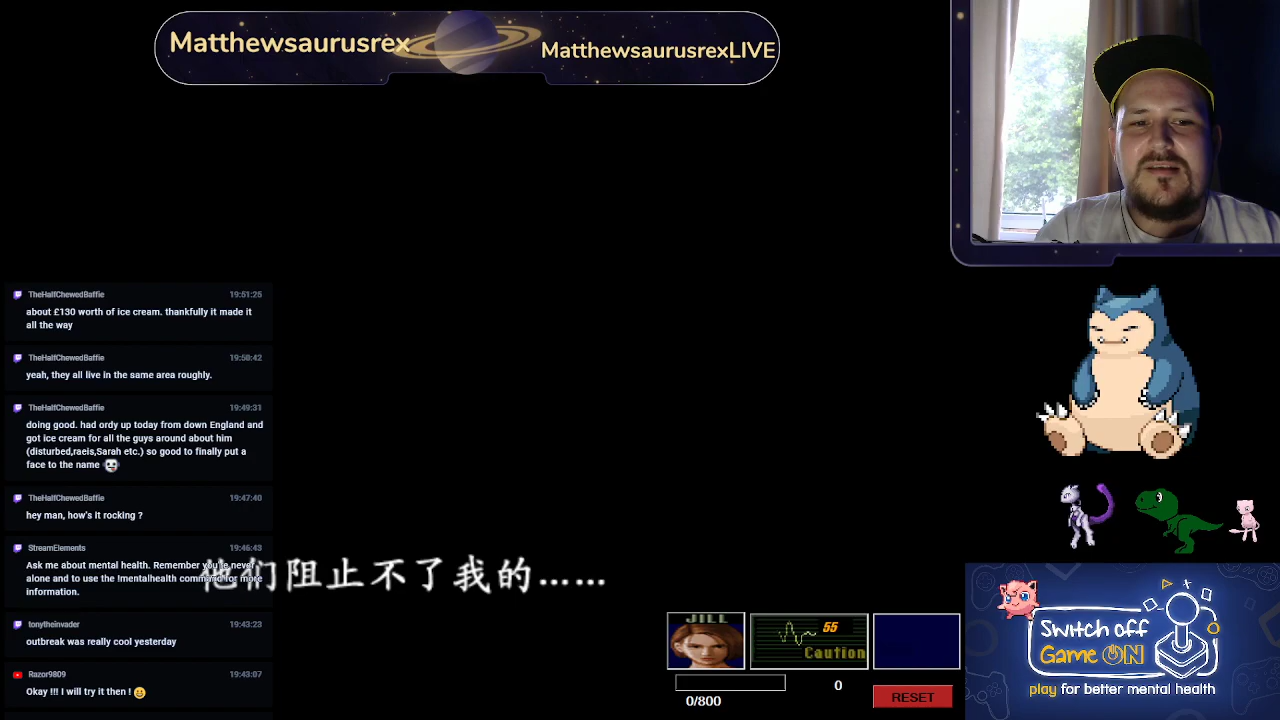 Matthewsaurusrex
MatthewsaurusrexLIVE
TheHalfChewedBaffie 19:51:25
about £130 worth of ice cream. thankfully it made it
all the way
TheHalfChewedBaffie 19:50:42
yeah, they all live in the same area roughly.
TheHalfChewedBaffie 19:49:31
doing good. had ordy up today from down England and
got ice cream for all the guys around about him
(disturbed,raeis,Sarah etc.) so good to finally put a
face to the name
TheHalfChewedBaffie 19:47:40
hey man, how's it rocking ?
StreamElements 19:46:43
Ask me about mental health. Remember you're never
alone and to use the !mentalhealth command for more
information.
他们阻止不了我的……
tonytheinvader 19:43:23
outbreak was really cool yesterday
Razor9809 19:43:07
Okay !!! I will try it then !
JILL
55
Caution
0
0/800
RESET
Switch off
Game ON
play for better mental health